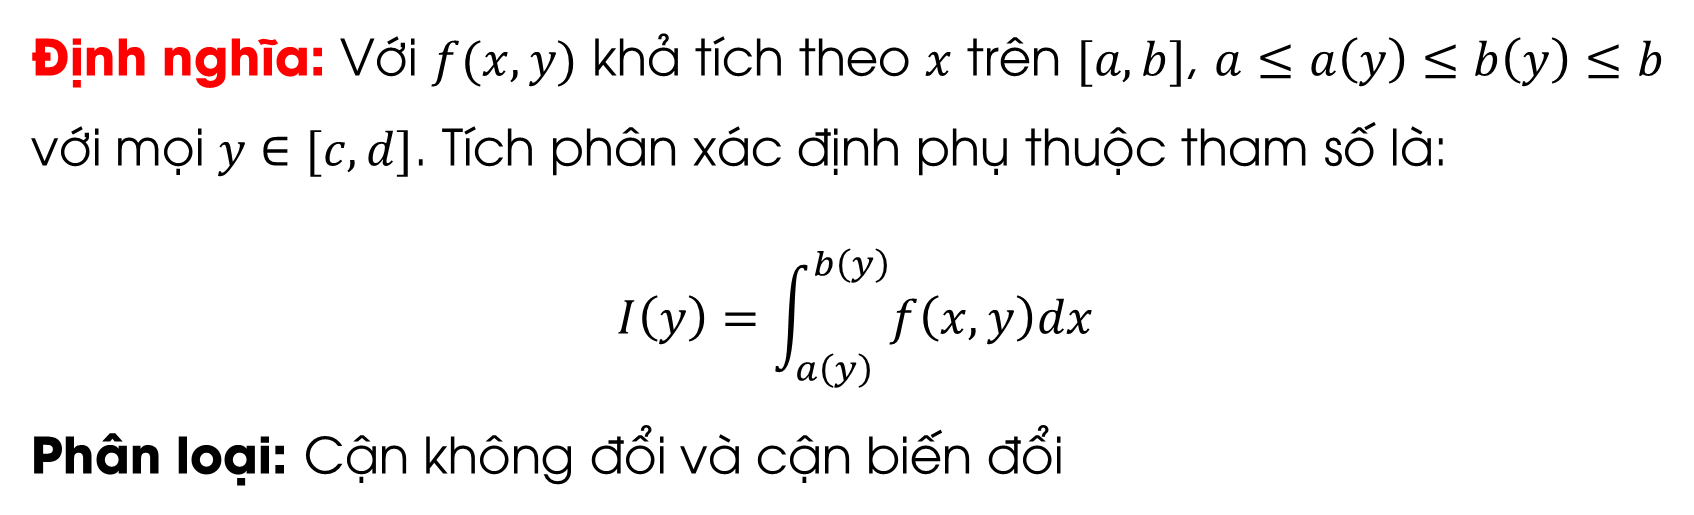 Định nghĩa: Với f(x, y) khả tích theo x trên [a, b], a ≤ a(y) ≤ b(y) ≤ b
với mọi y ∈ [c, d]. Tích phân xác định phụ thuộc tham số là:
I(y) = ∫_{a(y)}^{b(y)} f(x, y)dx
Phân loại: Cận không đổi và cận biến đổi